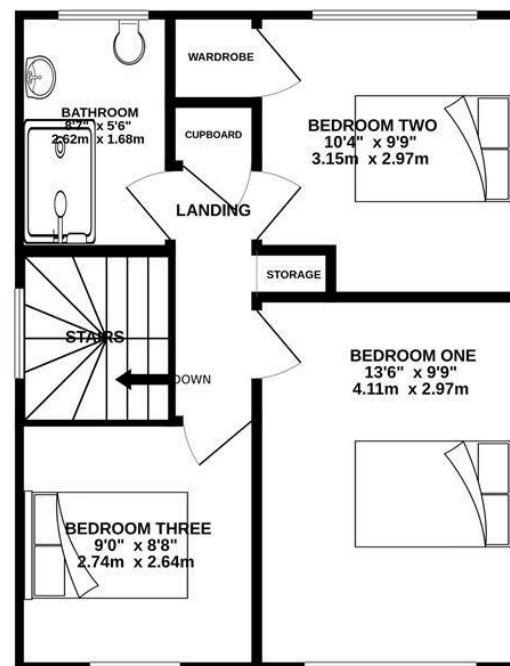 WARDROBE
BATHROOM
8'7" x 5'6"
2.62m x 1.68m
CUPBOARD
BEDROOM TWO
10'4" x 9'9"
3.15m x 2.97m
LANDING
STORAGE
STAIRS
DOWN
BEDROOM ONE
13'6" x 9'9"
4.11m x 2.97m
BEDROOM THREE
9'0" x 8'8"
2.74m x 2.64m